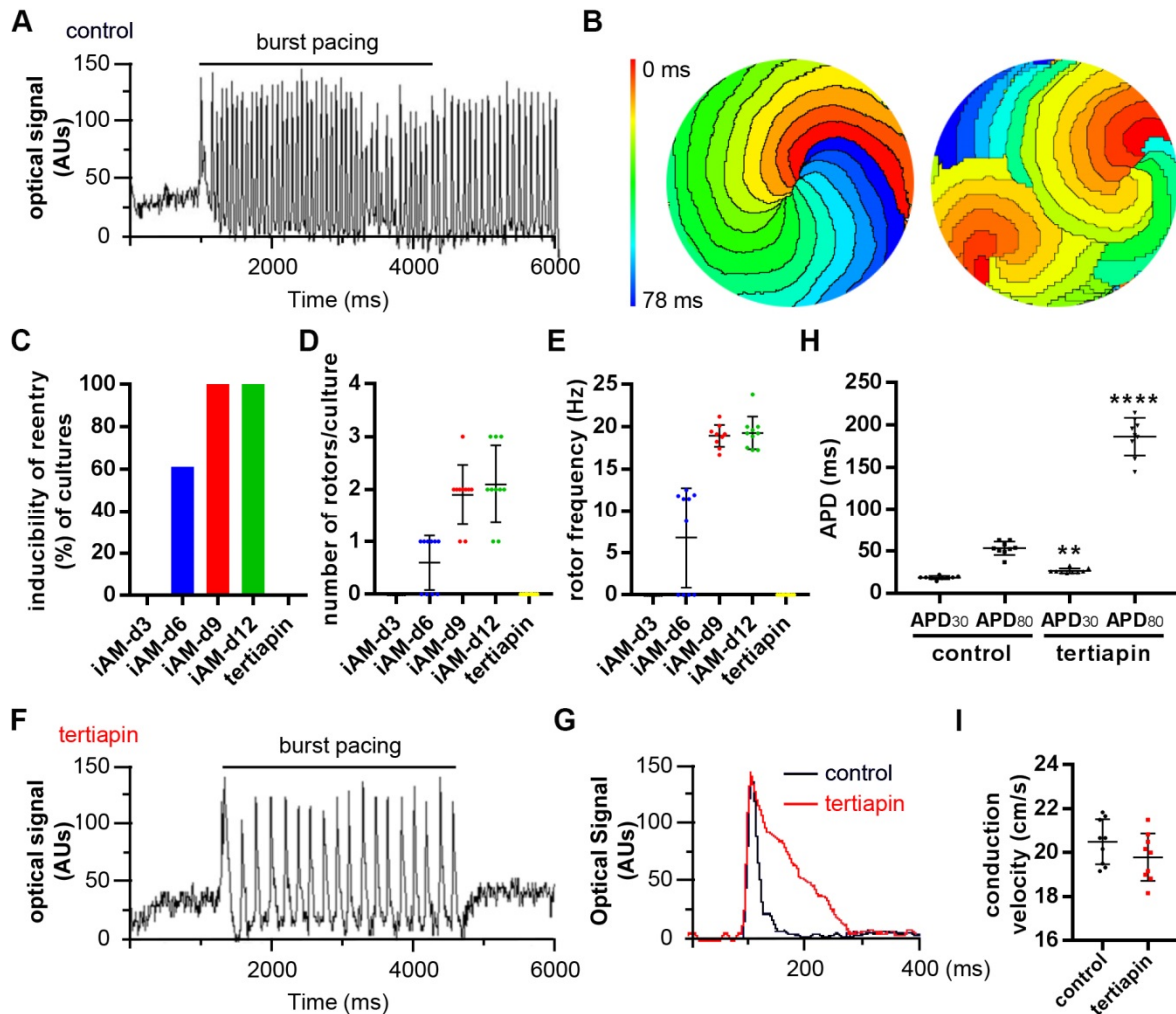 A
control
burst pacing
optical signal
(AUs)
150
100
50
0
2000
4000
6000
Time (ms)
B
0 ms
78 ms
C
inducibility of reentry
(%) of cultures
100
80
60
40
20
0
iAM-d3
iAM-d6
iAM-d9
iAM-d12
tertiapin
D
number of rotors/culture
4
3
2
1
0
iAM-d3
iAM-d6
iAM-d9
iAM-d12
tertiapin
E
rotor frequency (Hz)
25
20
15
10
5
0
iAM-d3
iAM-d6
iAM-d9
iAM-d12
tertiapin
H
APD (ms)
250
200
150
100
50
0
**
****
APD30 APD80 APD30 APD80
control tertiapin
F
tertiapin
burst pacing
optical signal
(AUs)
150
100
50
0
2000
4000
6000
Time (ms)
G
control
tertiapin
Optical Signal
(AUs)
150
100
50
0
200
400 (ms)
I
conduction
velocity (cm/s)
24
22
20
18
16
control
tertiapin